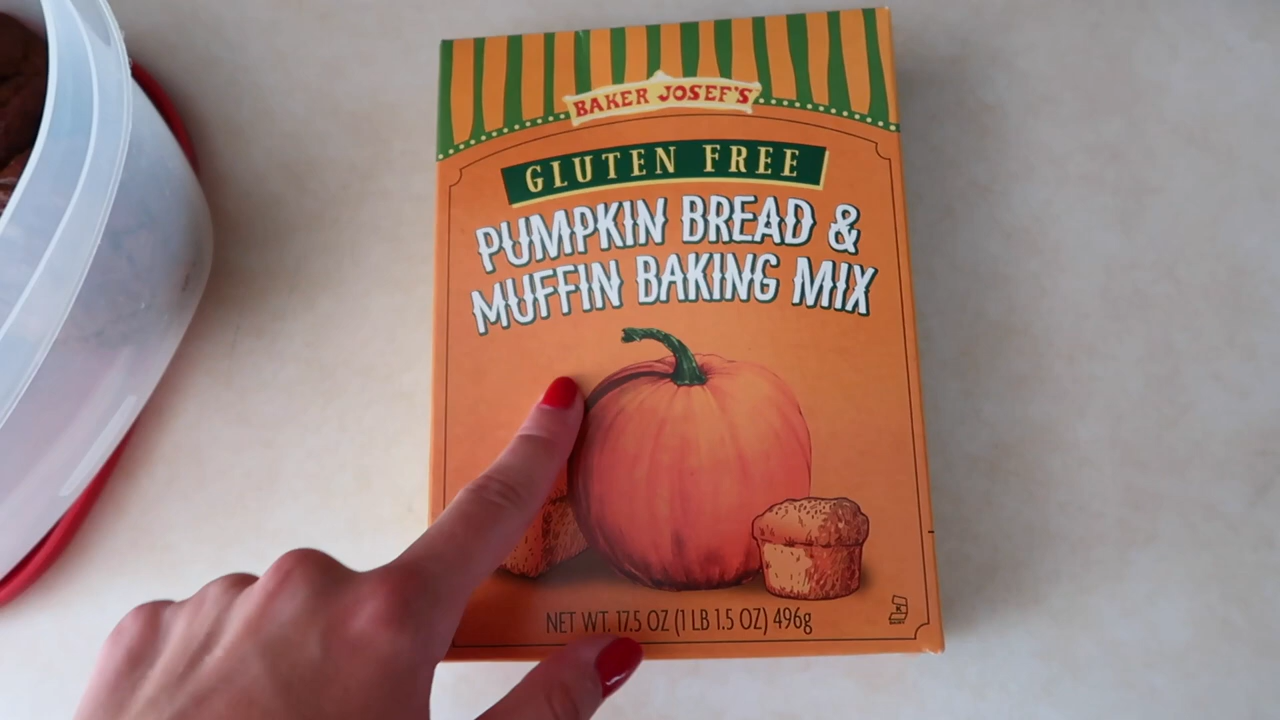 BAKER JOSEF'S
GLUTEN FREE
PUMPKIN BREAD &
MUFFIN BAKING MIX
NET WT. 17.5 OZ (1 LB 1.5 OZ) 496g